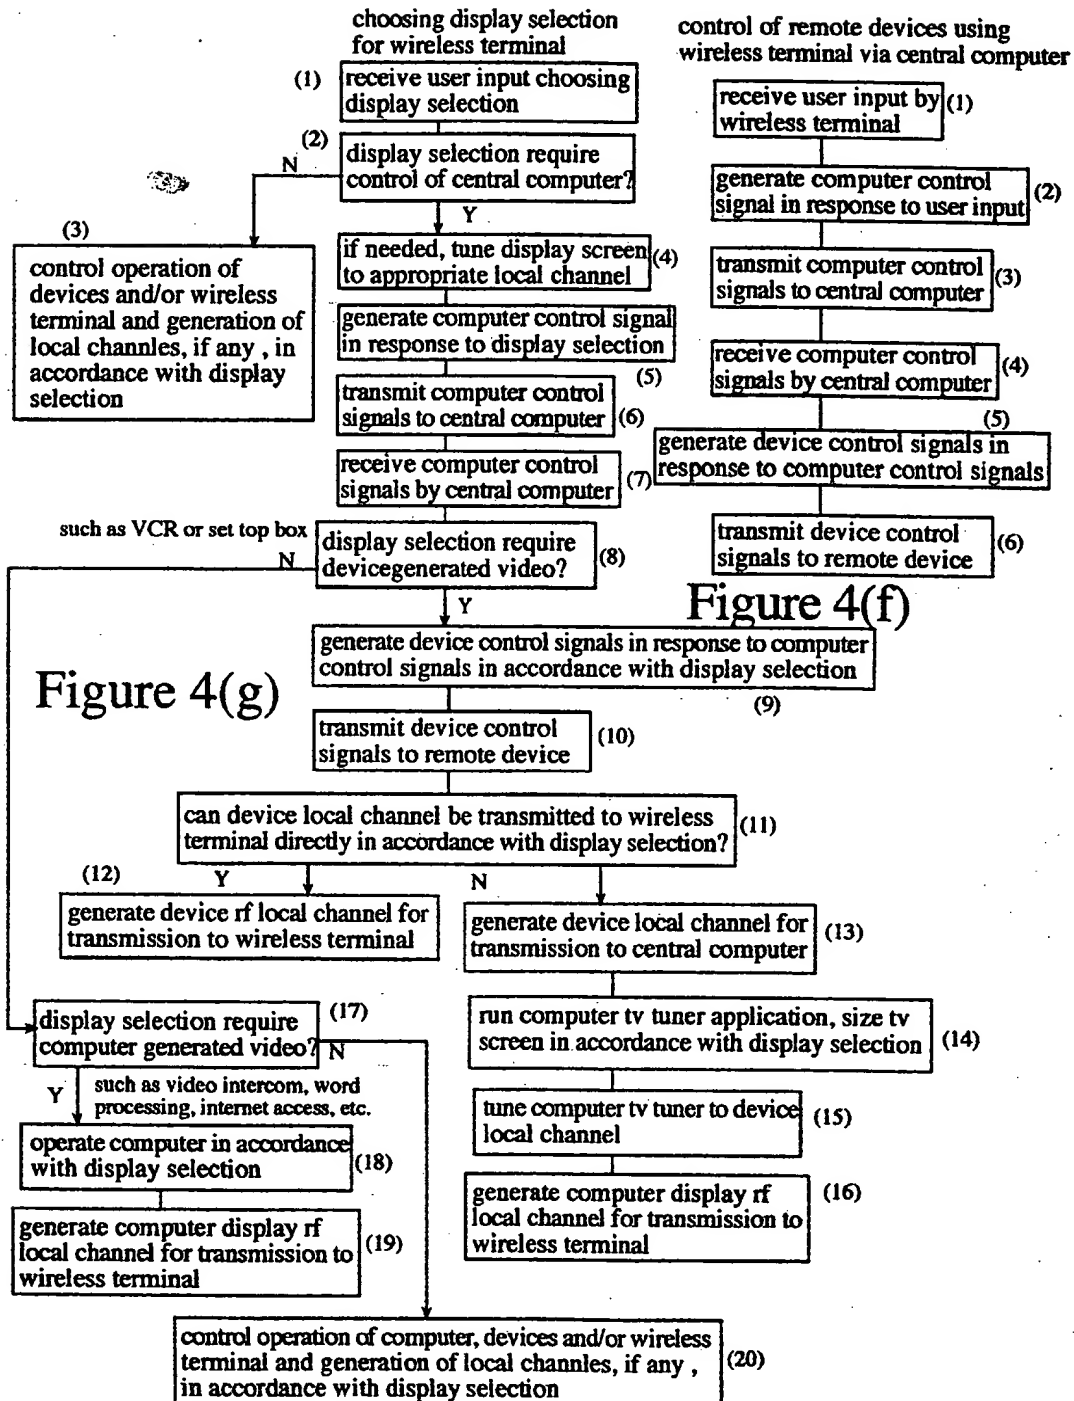 choosing display selection
for wireless terminal
(1)
receive user input choosing
display selection
(2)
display selection require
control of central computer?
N
Y
(3)
control operation of
devices and/or wireless
terminal and generation of
local channles, if any , in
accordance with display
selection
if needed, tune display screen
to appropriate local channel
(4)
generate computer control signal
in response to display selection
(5)
transmit computer control
signals to central computer
(6)
receive computer control
signals by central computer
(7)
such as VCR or set top box
N
display selection require
devicegenerated video?
(8)
Y
generate device control signals in response to computer
control signals in accordance with display selection
(9)
Figure 4(g)
transmit device control
signals to remote device
(10)
can device local channel be transmitted to wireless
terminal directly in accordance with display selection?
(11)
(12)
Y
N
generate device rf local channel for
transmission to wireless terminal
generate device local channel for
transmission to central computer
(13)
run computer tv tuner application, size tv
screen in accordance with display selection
(14)
tune computer tv tuner to device
local channel
(15)
generate computer display rf
local channel for transmission to
wireless terminal
(16)
display selection require
computer generated video?
(17)
N
Y
such as video intercom, word
processing, internet access, etc.
operate computer in accordance
with display selection
(18)
generate computer display rf
local channel for transmission to
wireless terminal
(19)
control operation of computer, devices and/or wireless
terminal and generation of local channles, if any ,
in accordance with display selection
(20)
control of remote devices using
wireless terminal via central computer
receive user input by
wireless terminal
(1)
generate computer control
signal in response to user input
(2)
transmit computer control
signals to central computer
(3)
receive computer control
signals by central computer
(4)
(5)
generate device control signals in
response to computer control signals
transmit device control
signals to remote device
(6)
Figure 4(f)